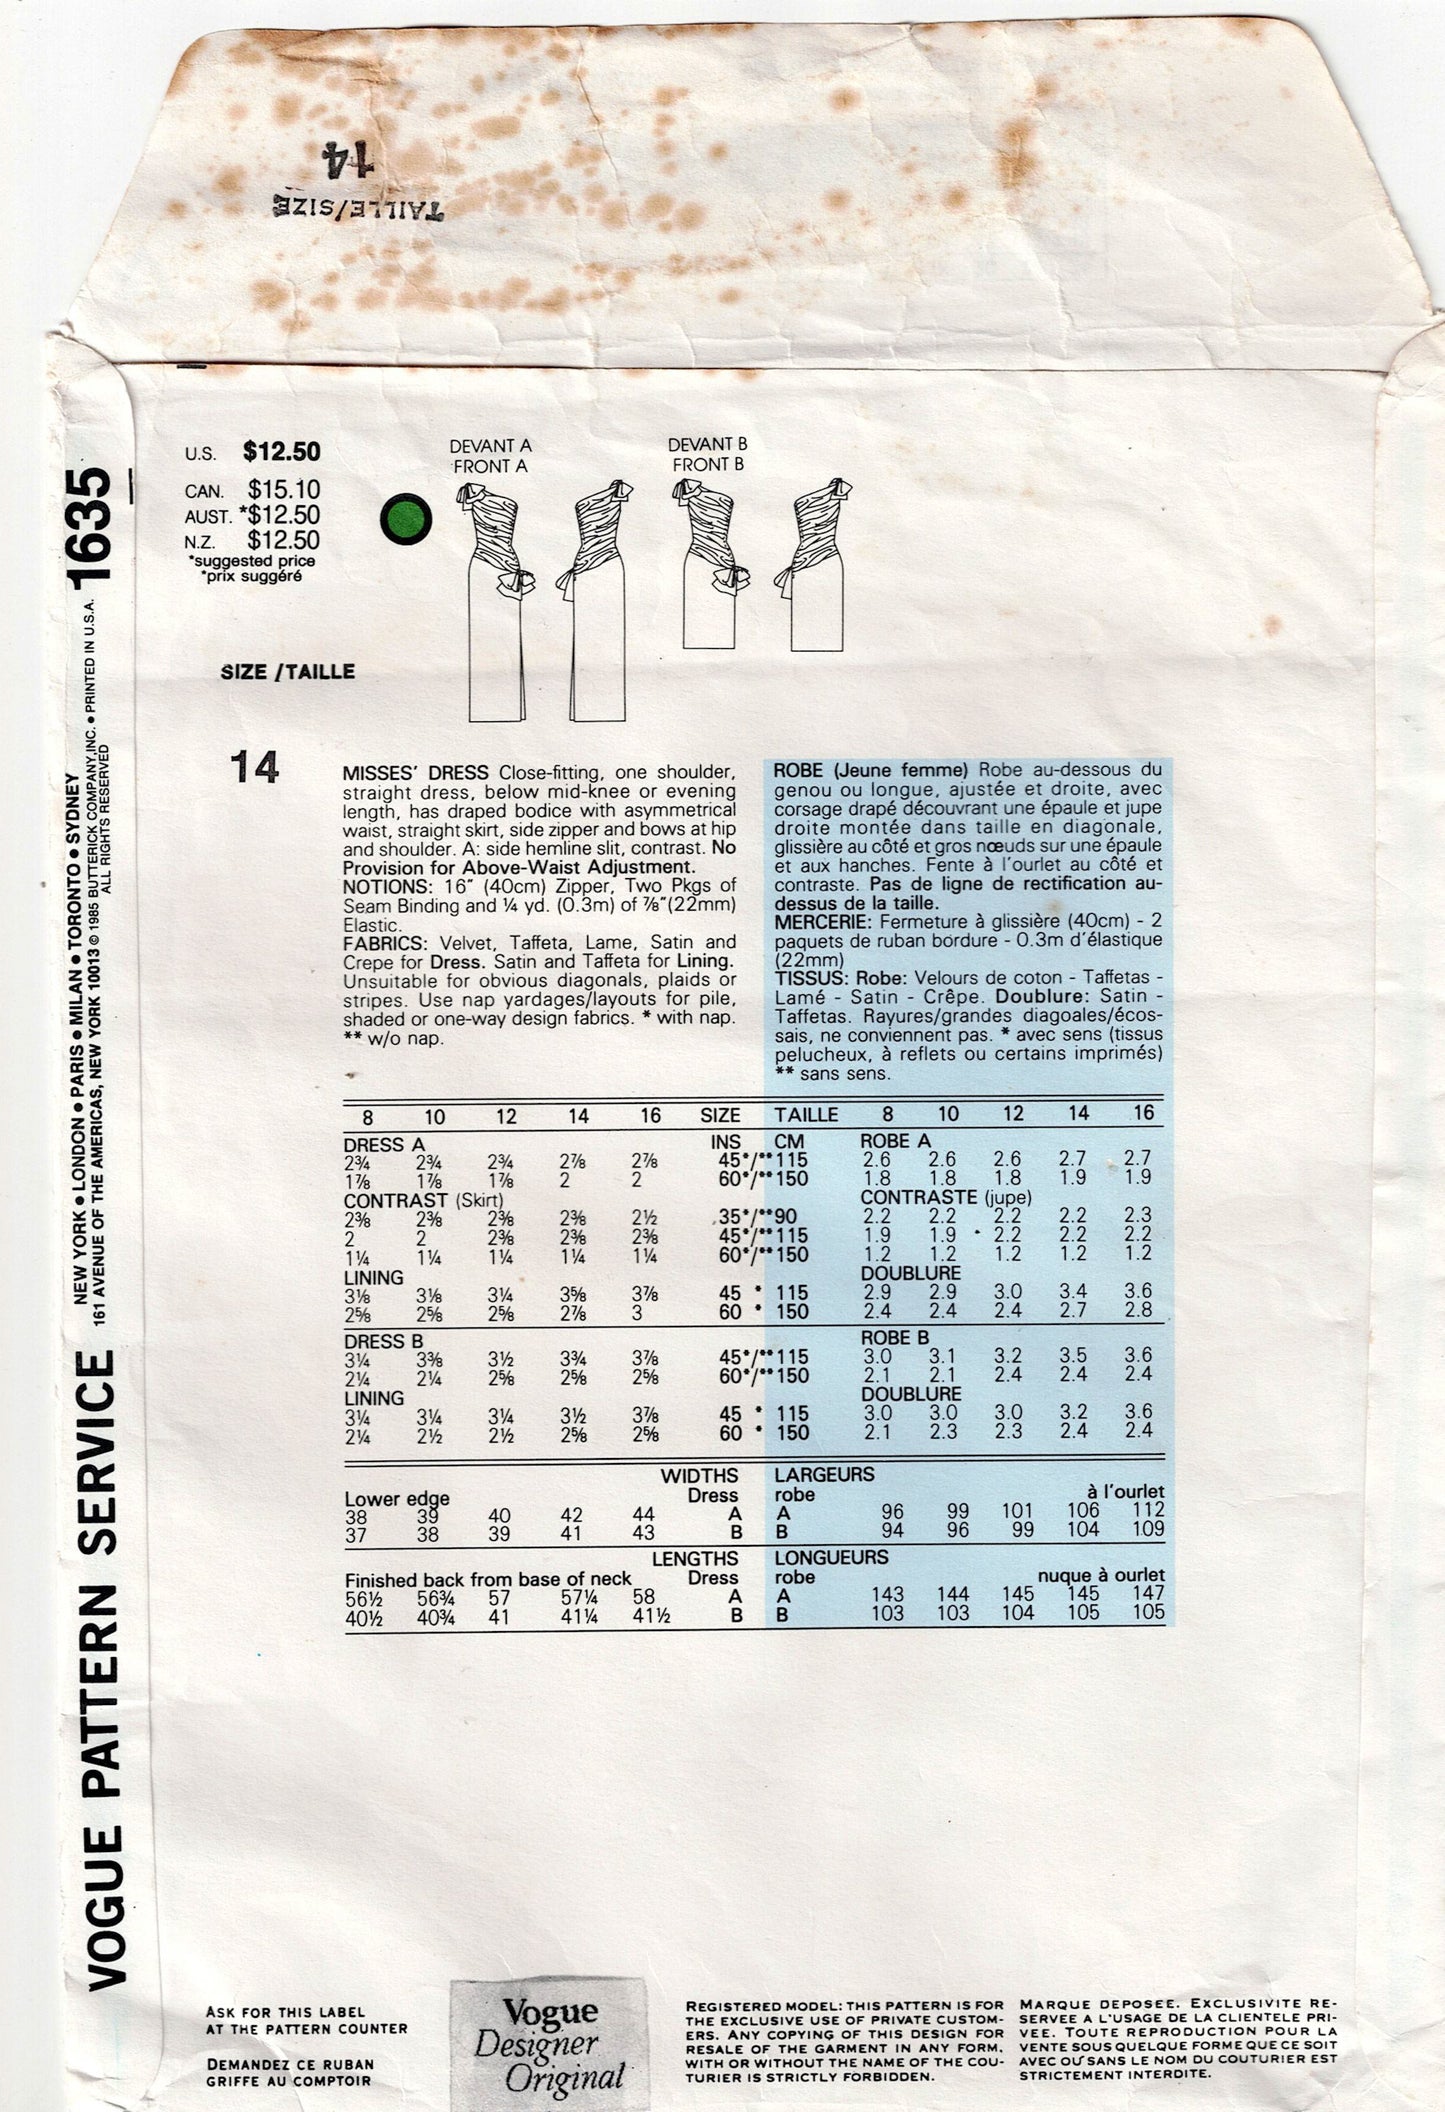 14
TAILLE/SIZE
U.S. $12.50
CAN. $15.10
AUST. *$12.50
N.Z. $12.50
*suggested price
*prix suggéré
DEVANT A
FRONT A
DEVANT B
FRONT B
SIZE /TAILLE
14
MISSES' DRESS Close-fitting, one shoulder,
straight dress, below mid-knee or evening
length, has draped bodice with asymmetrical
waist, straight skirt, side zipper and bows at hip
and shoulder. A: side hemline slit, contrast. No
Provision for Above-Waist Adjustment.
NOTIONS: 16" (40cm) Zipper, Two Pkgs of
Seam Binding and ¼ yd. (0.3m) of ⅞"(22mm)
Elastic.
FABRICS: Velvet, Taffeta, Lame, Satin and
Crepe for Dress. Satin and Taffeta for Lining.
Unsuitable for obvious diagonals, plaids or
stripes. Use nap yardages/layouts for pile,
shaded or one-way design fabrics. * with nap.
** w/o nap.
ROBE (Jeune femme) Robe au-dessous du
genou ou longue, ajustée et droite, avec
corsage drapé découvrant une épaule et jupe
droite montée dans taille en diagonale,
glissière au côté et gros nœuds sur une épaule
et aux hanches. Fente à l'ourlet au côté et
contraste. Pas de ligne de rectification au-
dessus de la taille.
MERCERIE: Fermeture à glissière (40cm) - 2
paquets de ruban bordure - 0.3m d'élastique
(22mm)
TISSUS: Robe: Velours de coton - Taffetas -
Lamé - Satin - Crêpe. Doublure: Satin -
Taffetas. Rayures/grandes diagoales/écos-
sais, ne conviennent pas. * avec sens (tissus
pelucheux, à reflets ou certains imprimés)
** sans sens.
8 10 12 14 16 SIZE TAILLE 8 10 12 14 16
DRESS A INS CM ROBE A
2¾ 2¾ 2¾ 2⅞ 2⅞ 45*/**115 2.6 2.6 2.6 2.7 2.7
1⅞ 1⅞ 1⅞ 2 2 60*/**150 1.8 1.8 1.8 1.9 1.9
CONTRAST (Skirt) CONTRASTE (jupe)
2⅜ 2⅜ 2⅜ 2⅜ 2½ 35*/**90 2.2 2.2 2.2 2.2 2.3
2 2 2⅜ 2⅜ 2⅜ 45*/**115 1.9 1.9 2.2 2.2 2.2
1¼ 1¼ 1¼ 1¼ 1¼ 60*/**150 1.2 1.2 1.2 1.2 1.2
LINING DOUBLURE
3⅛ 3⅛ 3¼ 3⅝ 3⅞ 45 * 115 2.9 2.9 3.0 3.4 3.6
2⅝ 2⅝ 2⅝ 2⅞ 3 60 * 150 2.4 2.4 2.4 2.7 2.8
DRESS B ROBE B
3¼ 3⅜ 3½ 3¾ 3⅞ 45*/**115 3.0 3.1 3.2 3.5 3.6
2¼ 2¼ 2⅝ 2⅝ 2⅝ 60*/**150 2.1 2.1 2.4 2.4 2.4
LINING DOUBLURE
3¼ 3¼ 3¼ 3½ 3⅞ 45 * 115 3.0 3.0 3.0 3.2 3.6
2¼ 2½ 2½ 2⅝ 2⅝ 60 * 150 2.1 2.3 2.3 2.4 2.4
WIDTHS LARGEURS
Lower edge Dress robe à l'ourlet
38 39 40 42 44 A A 96 99 101 106 112
37 38 39 41 43 B B 94 96 99 104 109
LENGTHS LONGUEURS
Finished back from base of neck Dress robe nuque à ourlet
56½ 56¾ 57 57¼ 58 A A 143 144 145 145 147
40½ 40¾ 41 41¼ 41½ B B 103 103 104 105 105
VOGUE PATTERN SERVICE
NEW YORK ● LONDON ● PARIS ● MILAN ● TORONTO ● SYDNEY
161 AVENUE OF THE AMERICAS, NEW YORK 10013 © 1985 BUTTERICK COMPANY, INC. ● PRINTED IN U.S.A.
ALL RIGHTS RESERVED
1635
ASK FOR THIS LABEL
AT THE PATTERN COUNTER
DEMANDEZ CE RUBAN
GRIFFE AU COMPTOIR
Vogue
Designer
Original
REGISTERED MODEL: THIS PATTERN IS FOR
THE EXCLUSIVE USE OF PRIVATE CUSTOM-
ERS. ANY COPYING OF THIS DESIGN FOR
RESALE OF THE GARMENT IN ANY FORM,
WITH OR WITHOUT THE NAME OF THE COU-
TURIER IS STRICTLY FORBIDDEN.
MARQUE DEPOSEE. EXCLUSIVITE RE-
SERVEE A L'USAGE DE LA CLIENTELE PRI-
VEE. TOUTE REPRODUCTION POUR LA
VENTE SOUS QUELQUE FORME QUE CE SOIT
AVEC OU SANS LE NOM DU COUTURIER EST
STRICTEMENT INTERDITE.